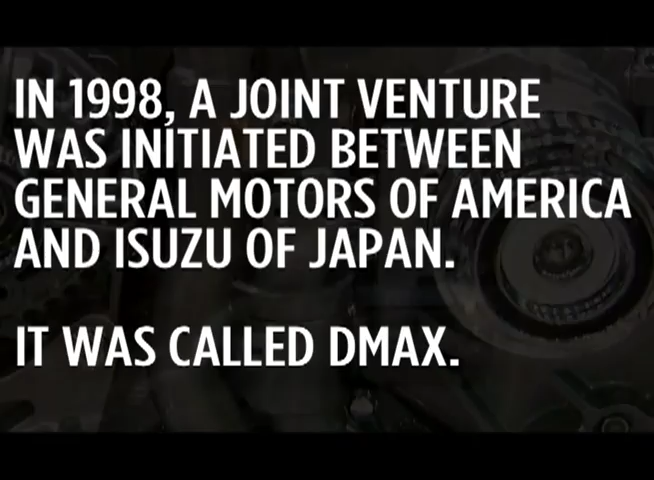 IN 1998, A JOINT VENTURE
WAS INITIATED BETWEEN
GENERAL MOTORS OF AMERICA
AND ISUZU OF JAPAN.
IT WAS CALLED DMAX.